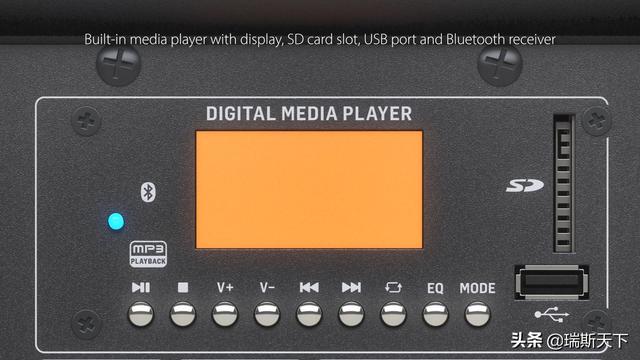 Built-in media player with display, SD card slot, USB port and Bluetooth receiver
DIGITAL MEDIA PLAYER
SD
MP3
PLAYBACK
V+ V- EQ MODE
头条 @瑞斯天下